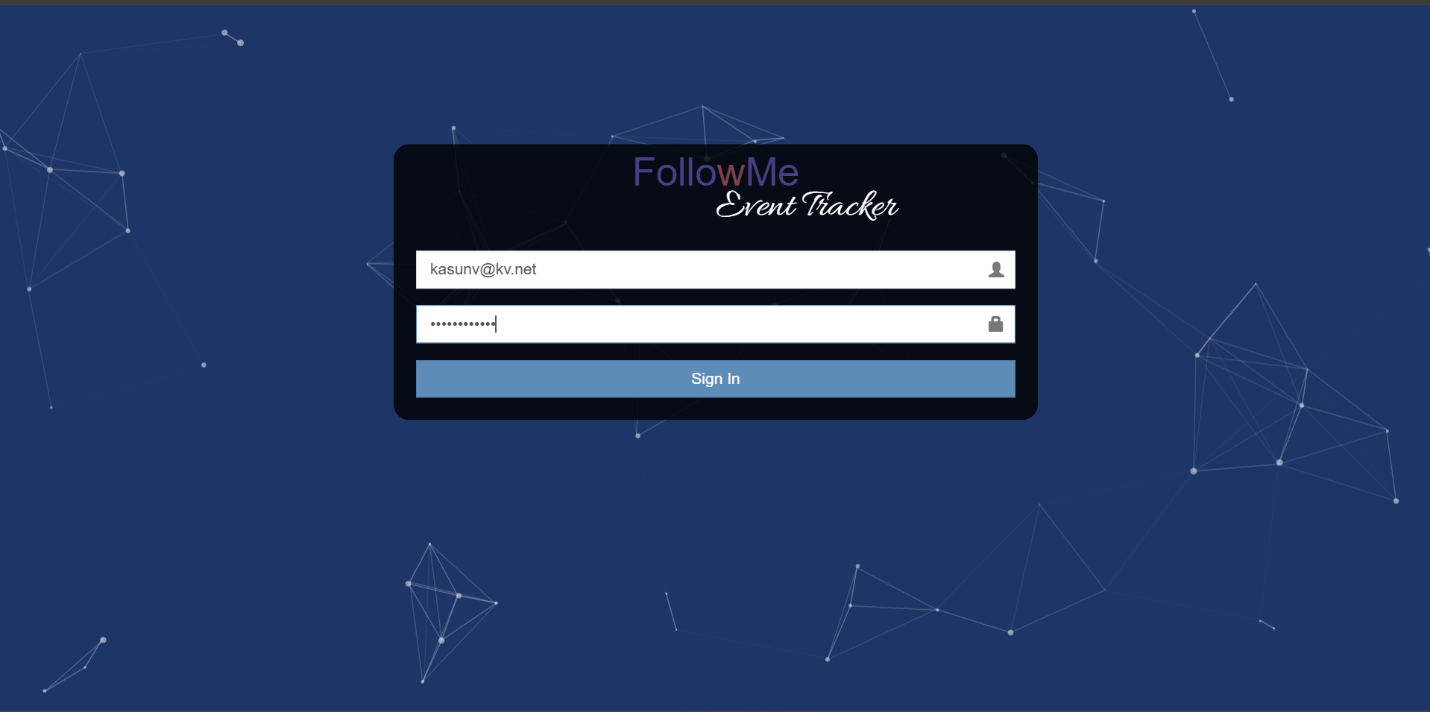 FollowMe
Event Tracker
kasunv@kv.net
••••••••••••
Sign In